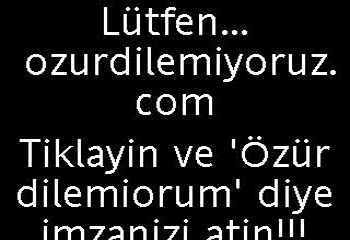 Lütfen...
ozurdilemiyoruz.
com
Tiklayin ve 'Özür
dilemiorum' diye
imzanizi atin!!!